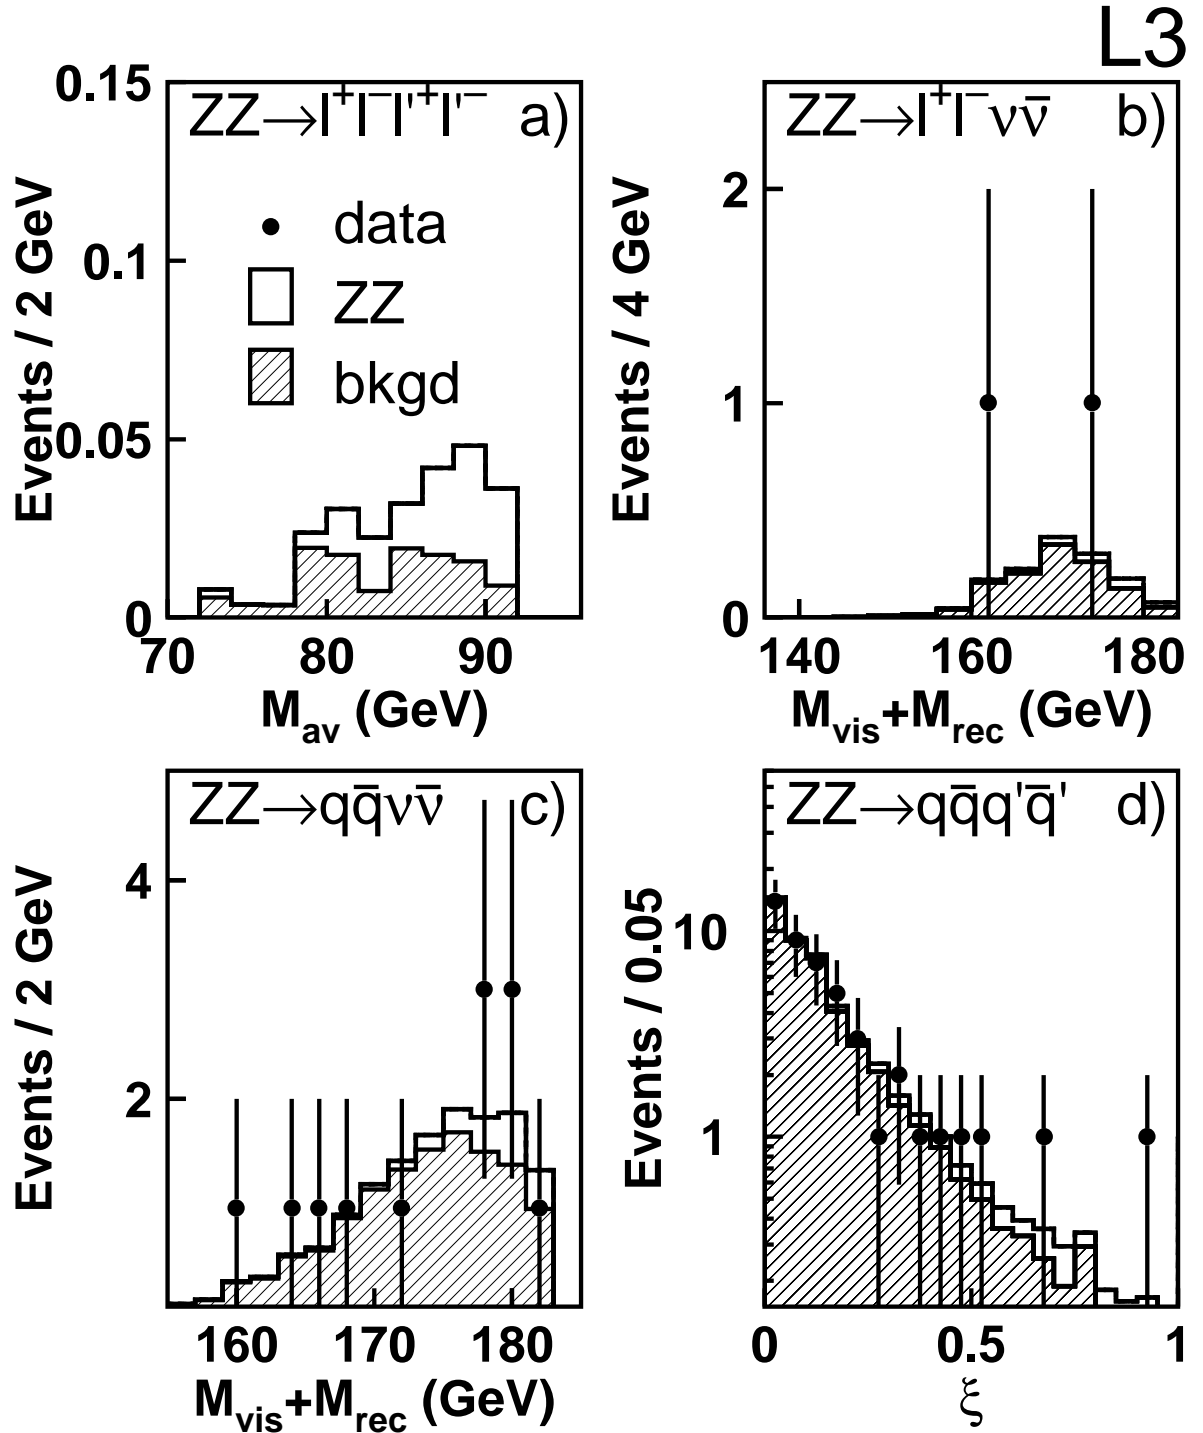 L3
ZZ→l⁺l⁻l'⁺l'⁻ a)
data
ZZ
bkgd
Events / 2 GeV
0.15
0.1
0.05
0
70 80 90
M_av (GeV)
ZZ→l⁺l⁻νν̄ b)
Events / 4 GeV
2
1
0
140 160 180
M_vis+M_rec (GeV)
ZZ→qq̄νν̄ c)
Events / 2 GeV
4
2
160 170 180
M_vis+M_rec (GeV)
ZZ→qq̄q'q̄' d)
Events / 0.05
10
1
0 0.5 1
ξ